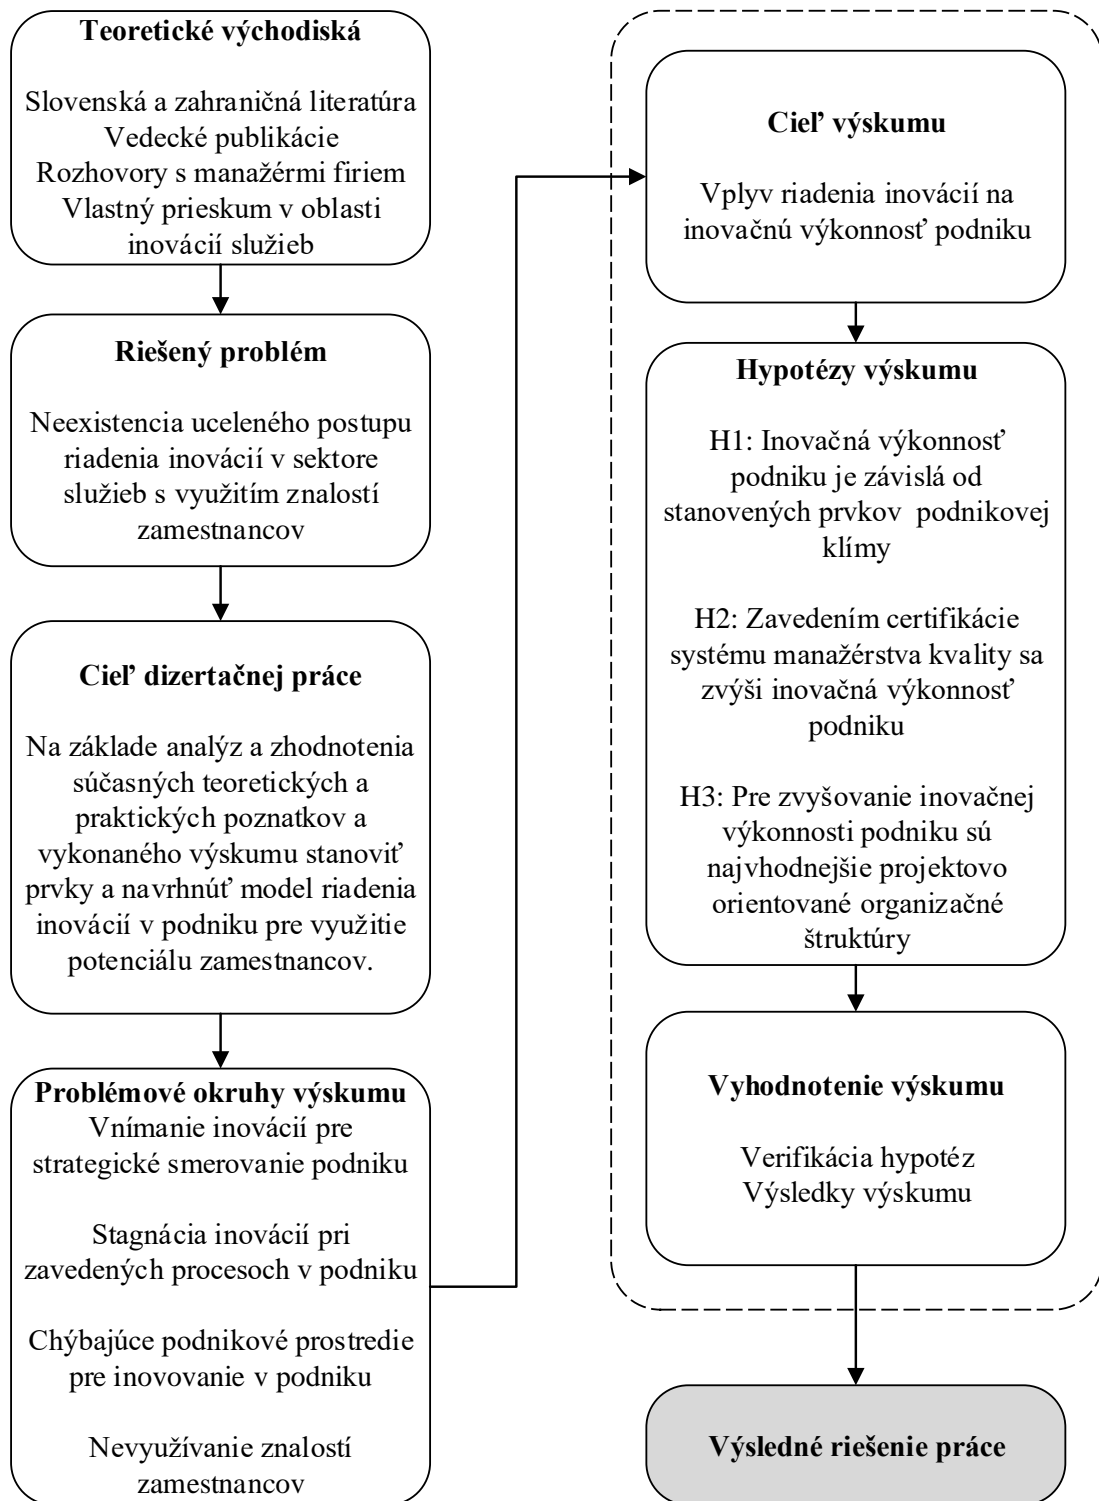 Teoretické východiská
Slovenská a zahraničná literatúra
Vedecké publikácie
Rozhovory s manažérmi firiem
Vlastný prieskum v oblasti
inovácií služieb
Riešený problém
Neexistencia uceleného postupu
riadenia inovácií v sektore
služieb s využitím znalostí
zamestnancov
Cieľ dizertačnej práce
Na základe analýz a zhodnotenia
súčasných teoretických a
praktických poznatkov a
vykonaného výskumu stanoviť
prvky a navrhnúť model riadenia
inovácií v podniku pre využitie
potenciálu zamestnancov.
Problémové okruhy výskumu
Vnímanie inovácií pre
strategické smerovanie podniku
Stagnácia inovácií pri
zavedených procesoch v podniku
Chýbajúce podnikové prostredie
pre inovovanie v podniku
Nevyužívanie znalostí
zamestnancov
Cieľ výskumu
Vplyv riadenia inovácií na
inovačnú výkonnosť podniku
Hypotézy výskumu
H1: Inovačná výkonnosť
podniku je závislá od
stanovených prvkov podnikovej
klímy
H2: Zavedením certifikácie
systému manažérstva kvality sa
zvýši inovačná výkonnosť
podniku
H3: Pre zvyšovanie inovačnej
výkonnosti podniku sú
najvhodnejšie projektovo
orientované organizačné
štruktúry
Vyhodnotenie výskumu
Verifikácia hypotéz
Výsledky výskumu
Výsledné riešenie práce